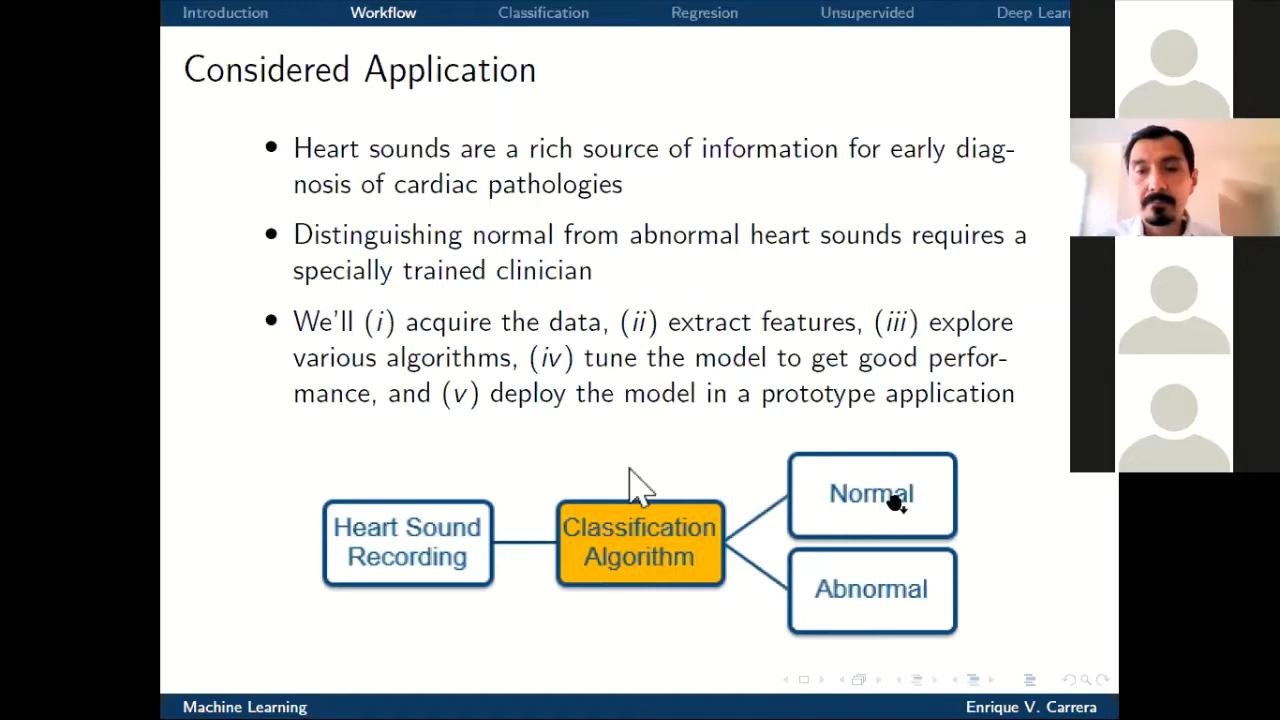 Introduction Workflow Classification Regresion Unsupervided Deep Lear
Considered Application
• Heart sounds are a rich source of information for early diag-
nosis of cardiac pathologies
• Distinguishing normal from abnormal heart sounds requires a
specially trained clinician
• We'll (i) acquire the data, (ii) extract features, (iii) explore
various algorithms, (iv) tune the model to get good perfor-
mance, and (v) deploy the model in a prototype application
Heart Sound
Recording
Classification
Algorithm
Normal
Abnormal
Machine Learning Enrique V. Carrera